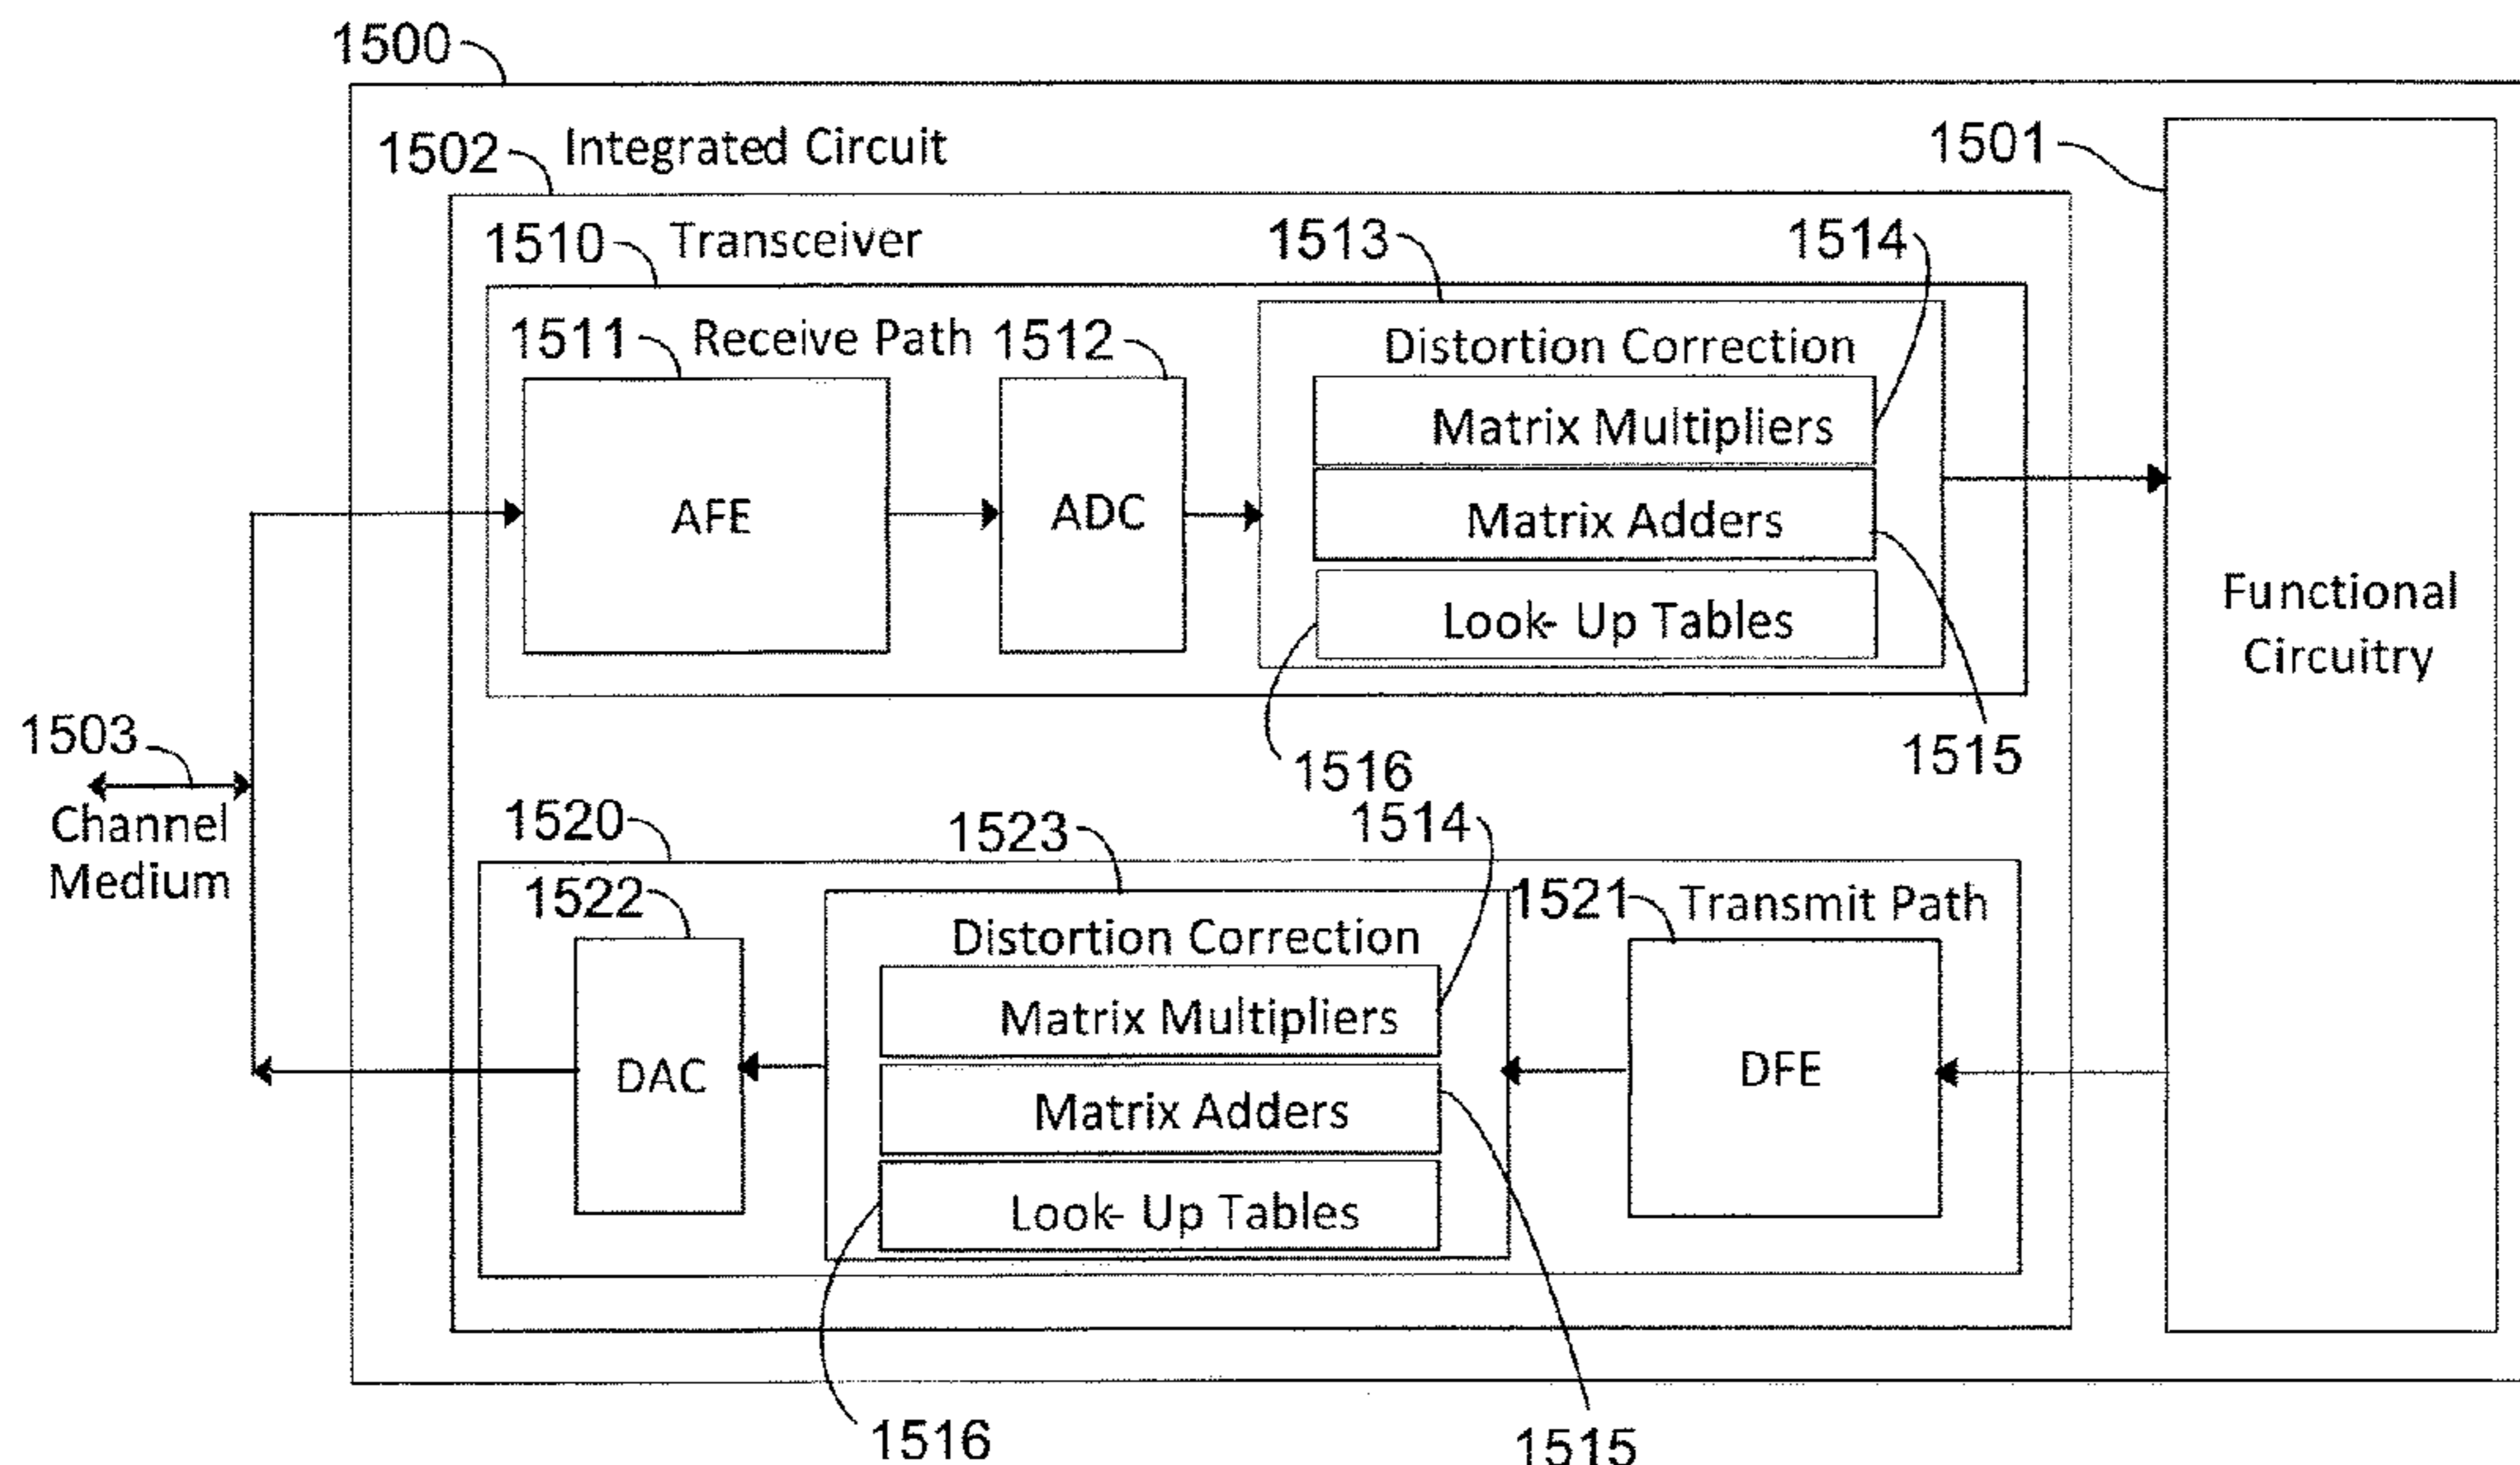 1500
1502
Integrated Circuit
1501
1510
Transceiver
1513
1514
1511
Receive Path
1512
Distortion Correction
Matrix Multipliers
AFE
ADC
Matrix Adders
Look- Up Tables
Functional
Circuitry
1503
Channel
Medium
1516
1515
1520
1523
1514
1522
1521
Transmit Path
Distortion Correction
Matrix Multipliers
DAC
DFE
Matrix Adders
Look- Up Tables
1516
1515